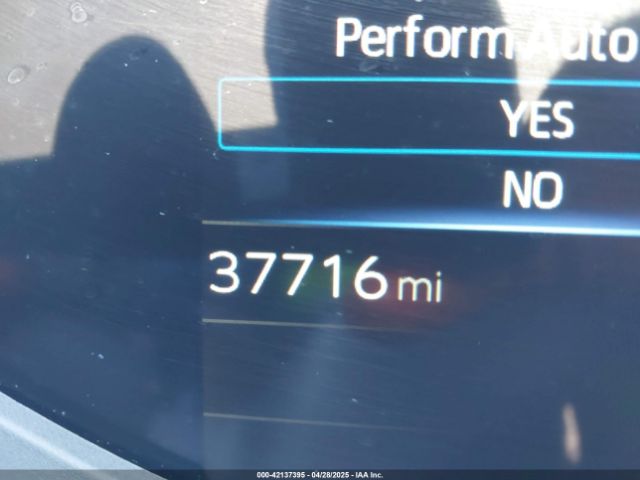 Perform Auto
YES
NO
37716 mi
000-42137395 - 04/28/2025 - IAA Inc.